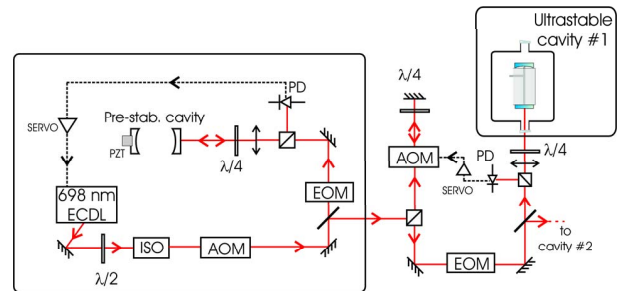 Ultrastable
cavity #1
λ/4
PD
Pre-stab. cavity
SERVO
PZT
λ/4
AOM
PD
λ/4
SERVO
698 nm
ECDL
EOM
ISO
AOM
λ/2
EOM
to
cavity #2